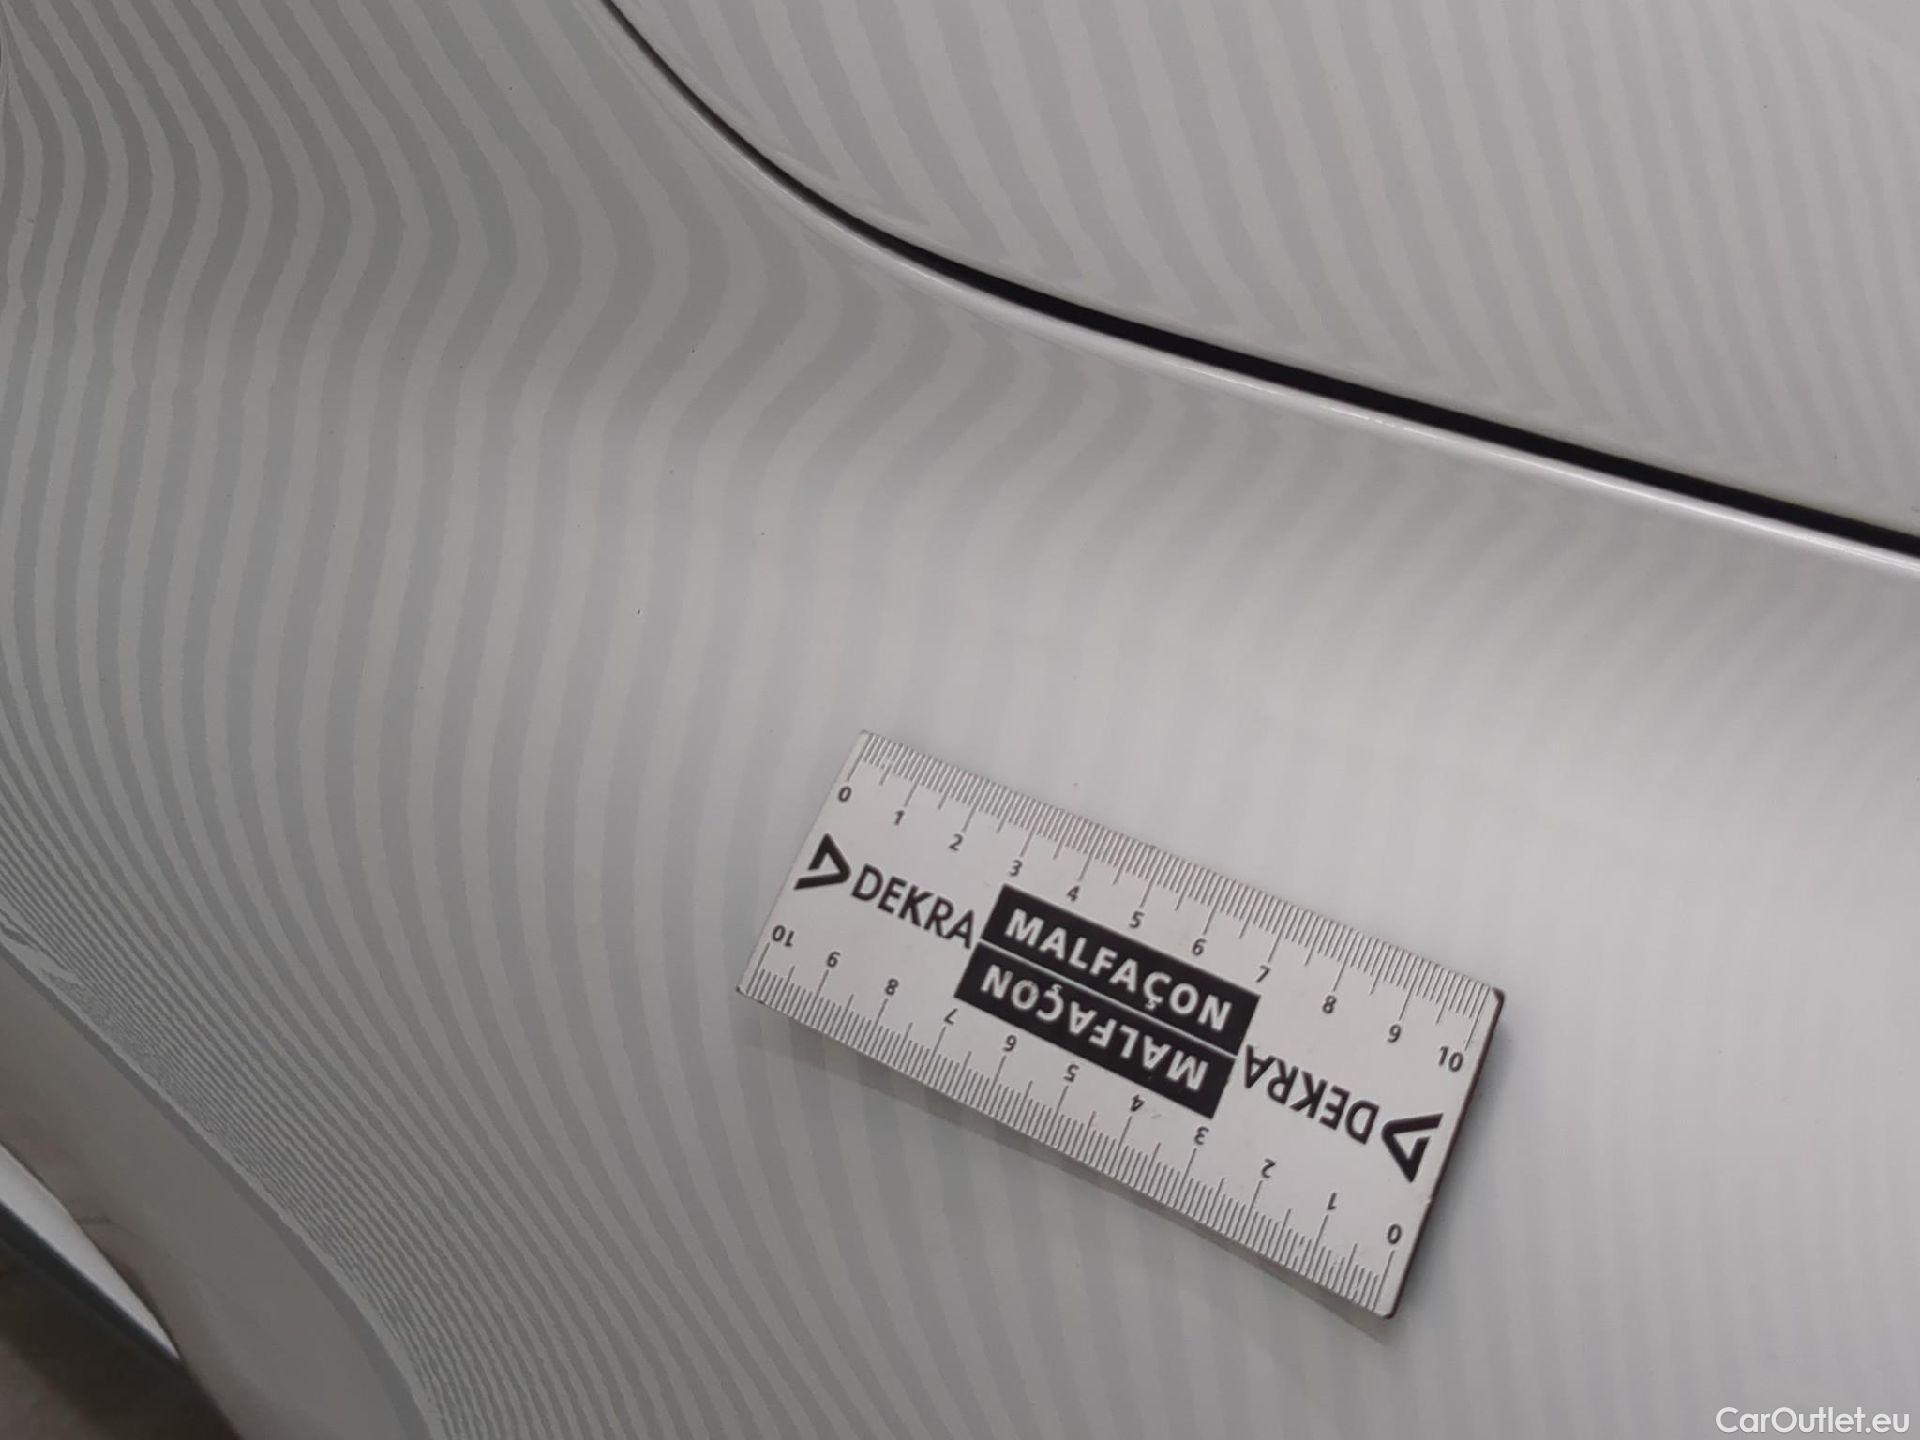 0 1 2 3 4 5 6 7 8 9 10
DEKRA
MALFAÇON
MALFAÇON
DEKRA
10 9 8 7 6 5 4 3 2 1 0
CarOutlet.eu